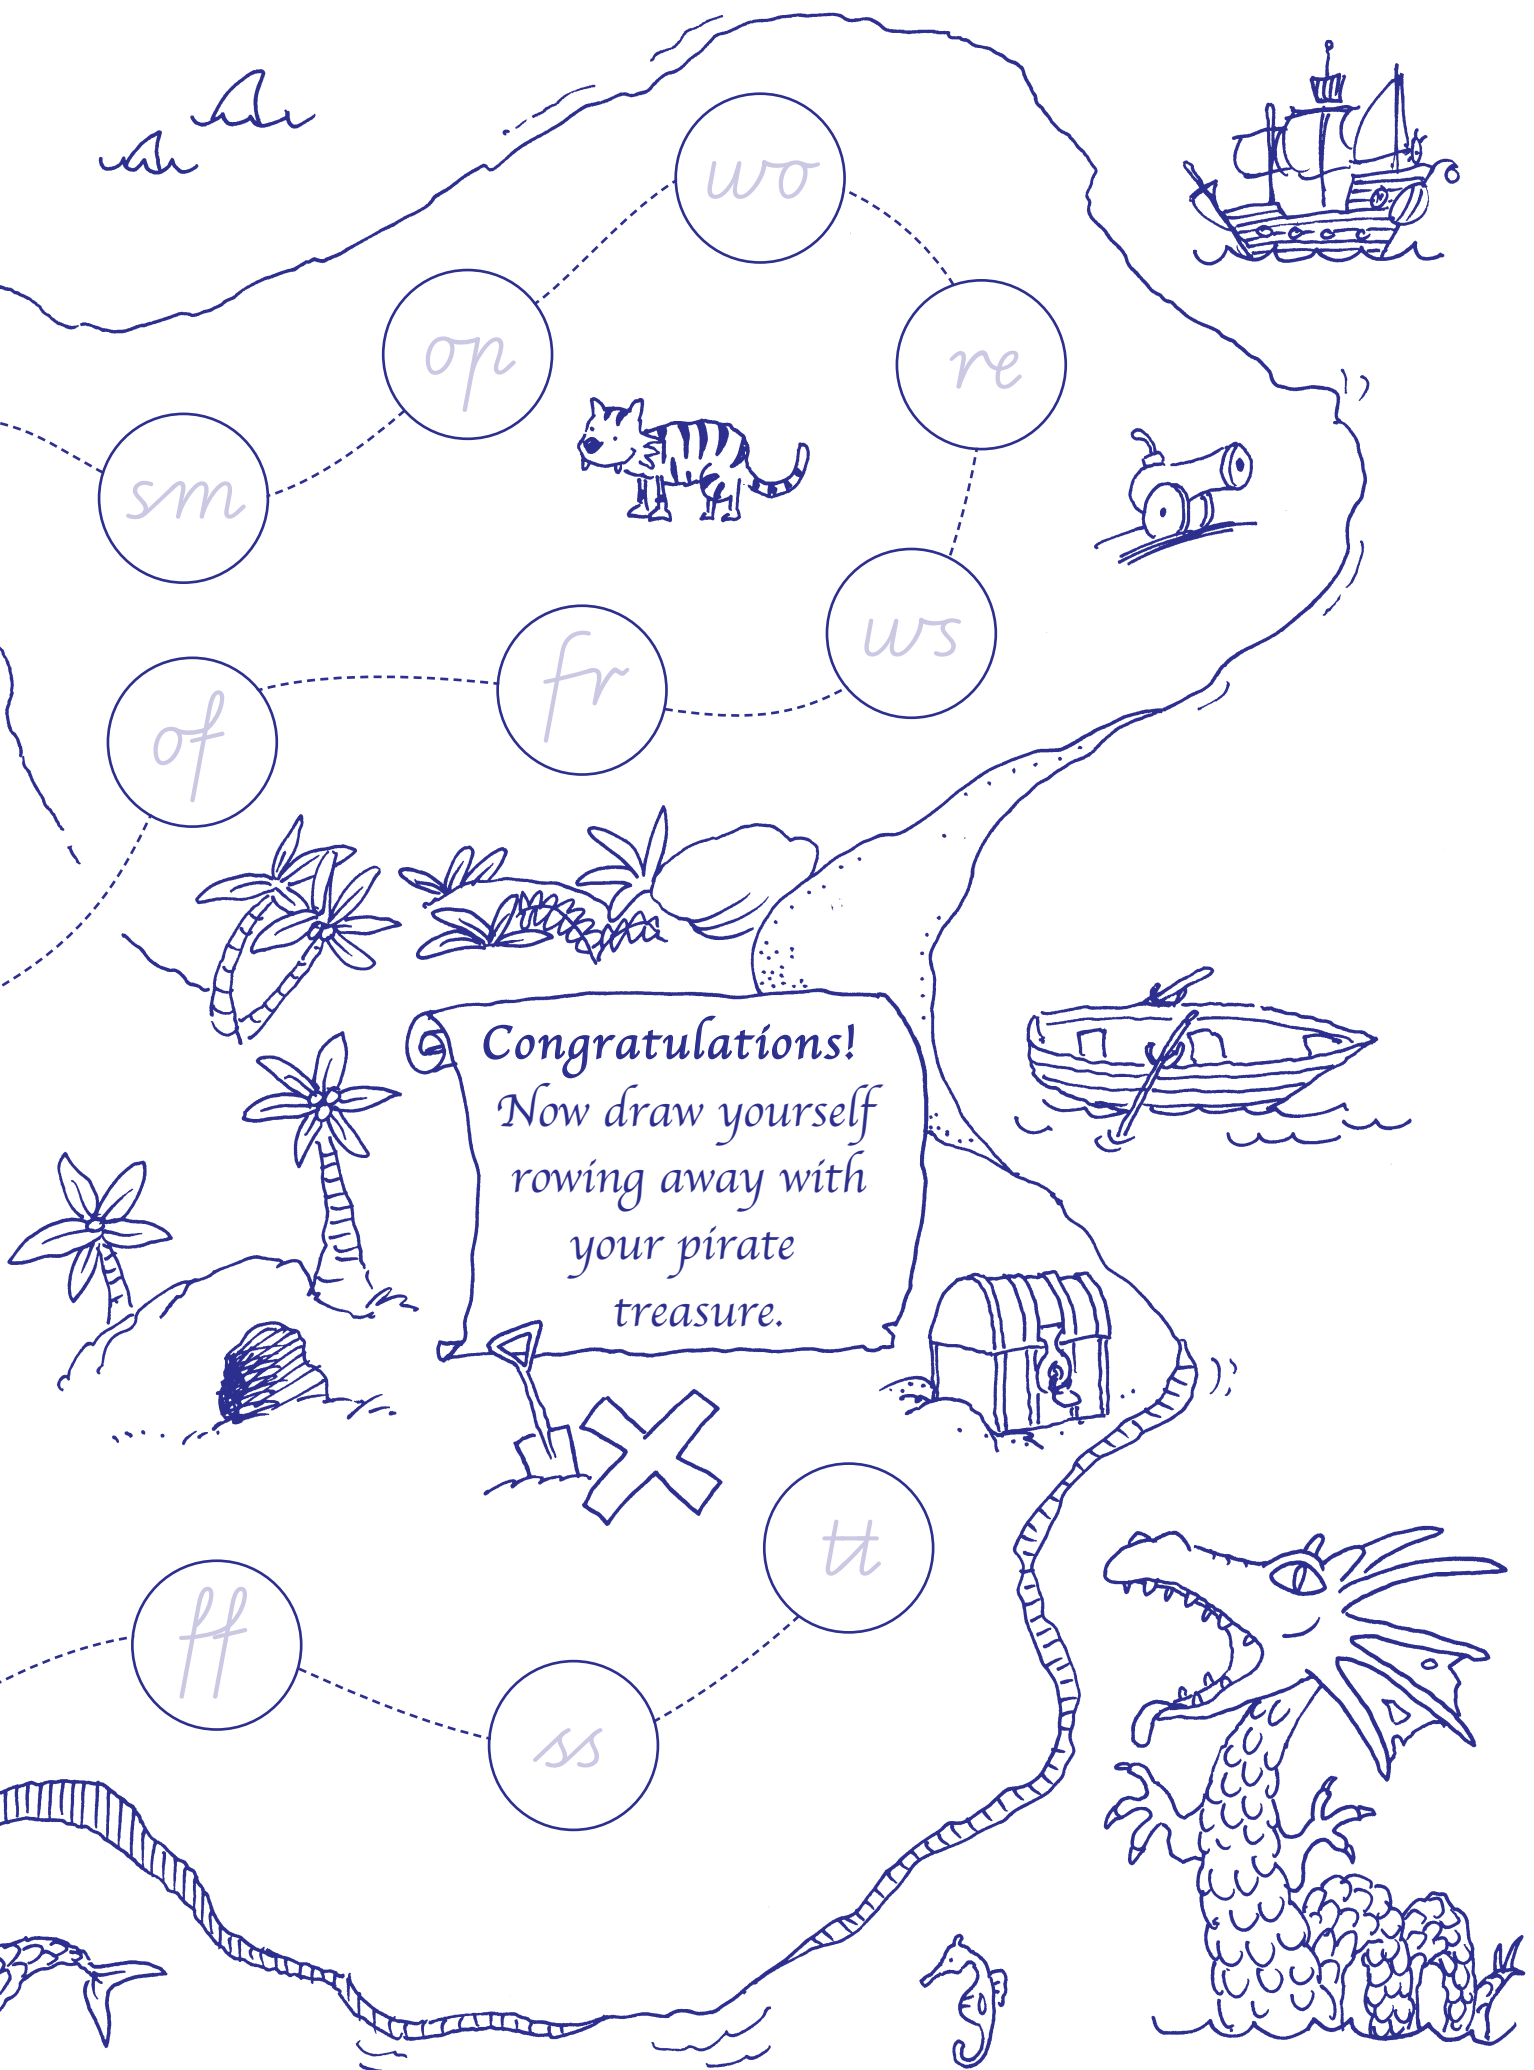 wo
op
re
sm
ws
fr
of
Congratulations!
Now draw yourself
rowing away with
your pirate
treasure.
tt
ff
ss